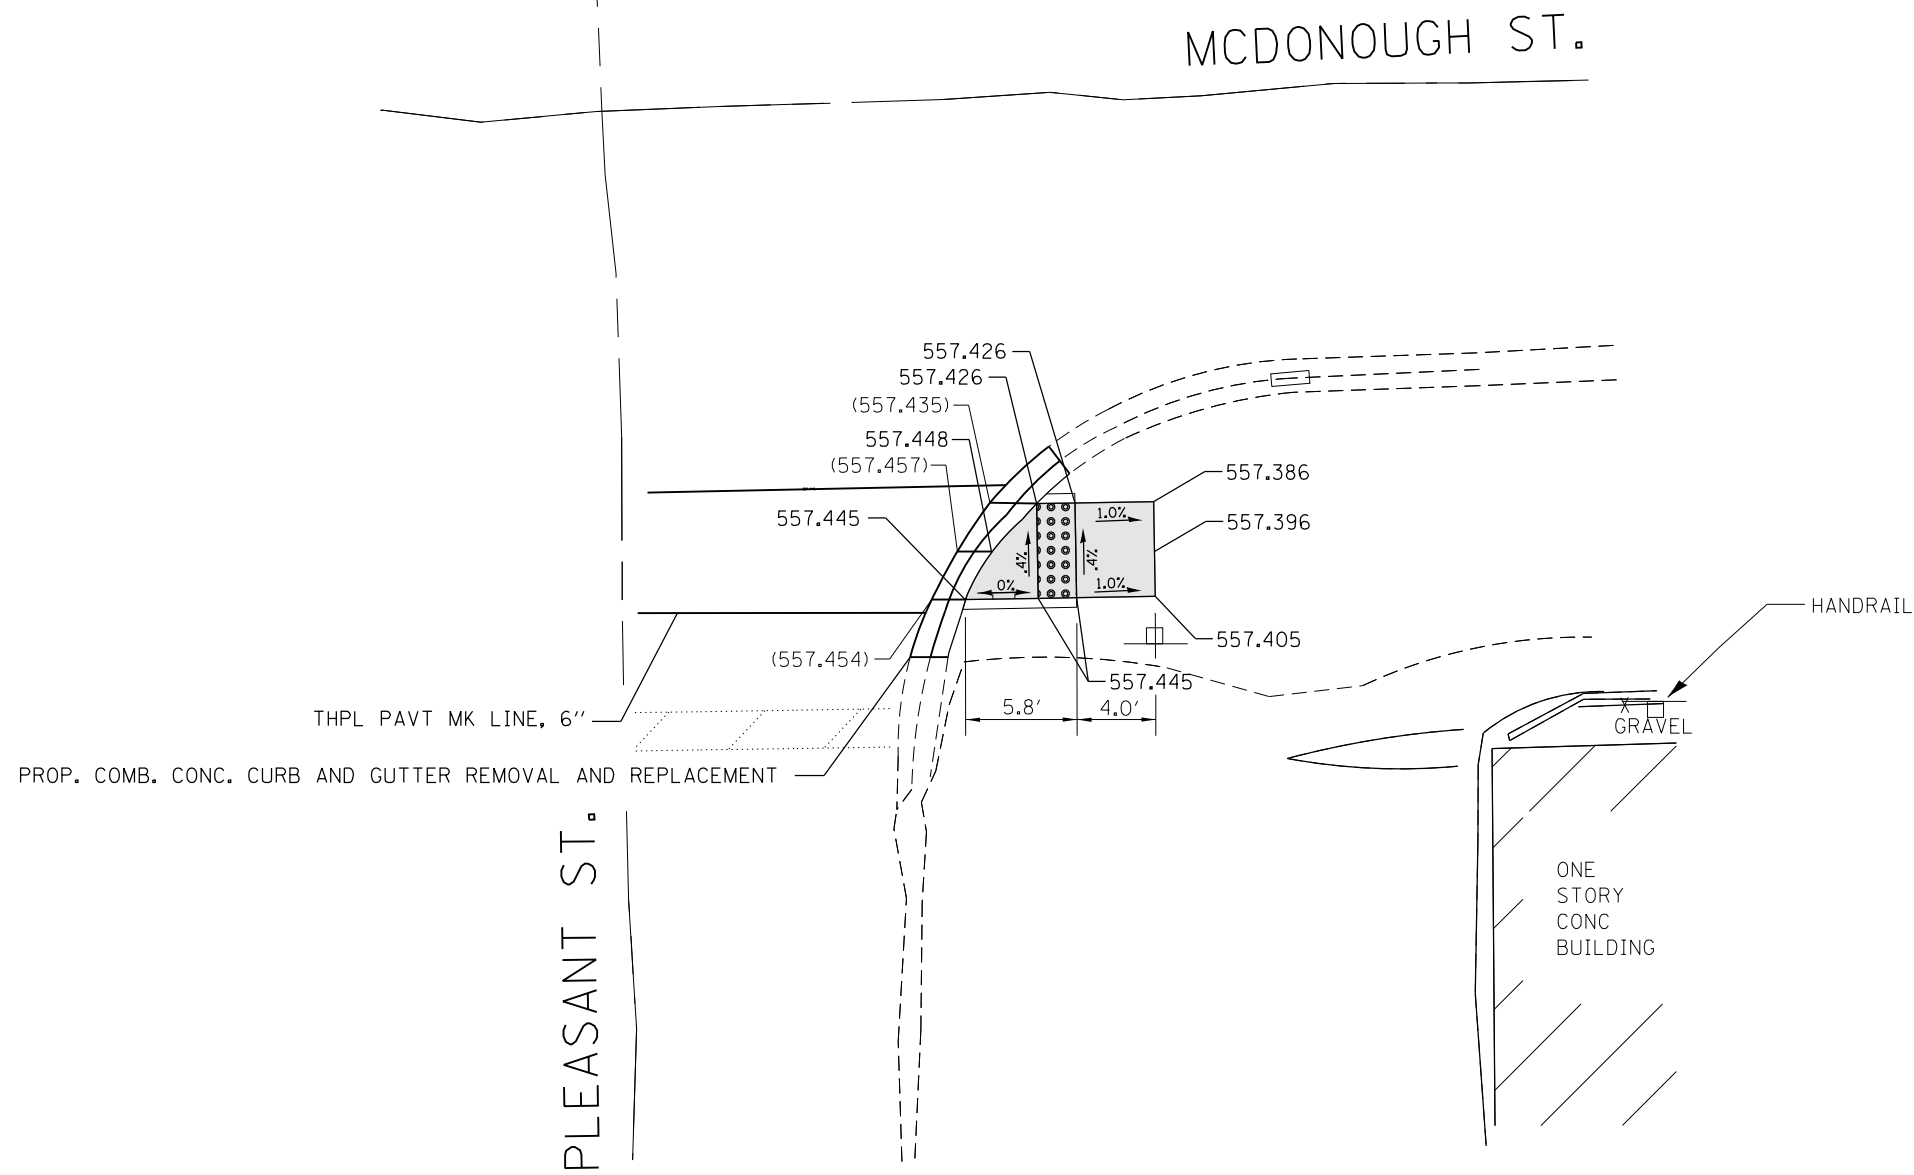 MCDONOUGH ST.
557.426
557.426
(557.435)
557.448
(557.457)
557.445
557.386
557.396
1.0%
.4%
.4%
0%
1.0%
HANDRAIL
557.405
(557.454)
557.445
5.8′
4.0′
THPL PAVT MK LINE, 6″
X
GRAVEL
PROP. COMB. CONC. CURB AND GUTTER REMOVAL AND REPLACEMENT
PLEASANT ST.
ONE
STORY
CONC
BUILDING